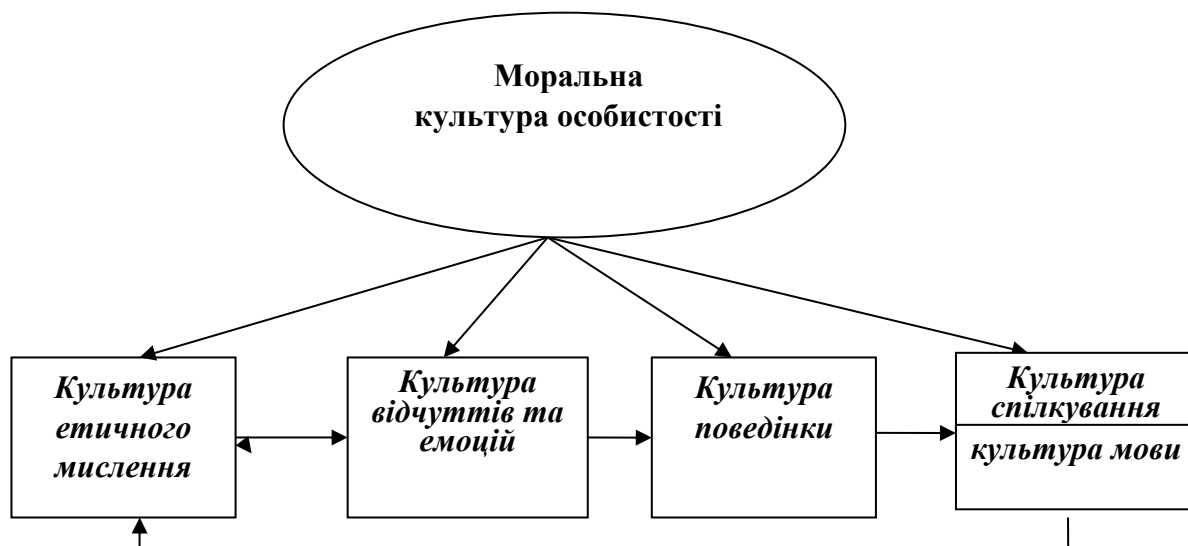 Моральна
культура особистості
Культура
етичного
мислення
Культура
відчуттів та
емоцій
Культура
поведінки
Культура
спілкування
культура мови